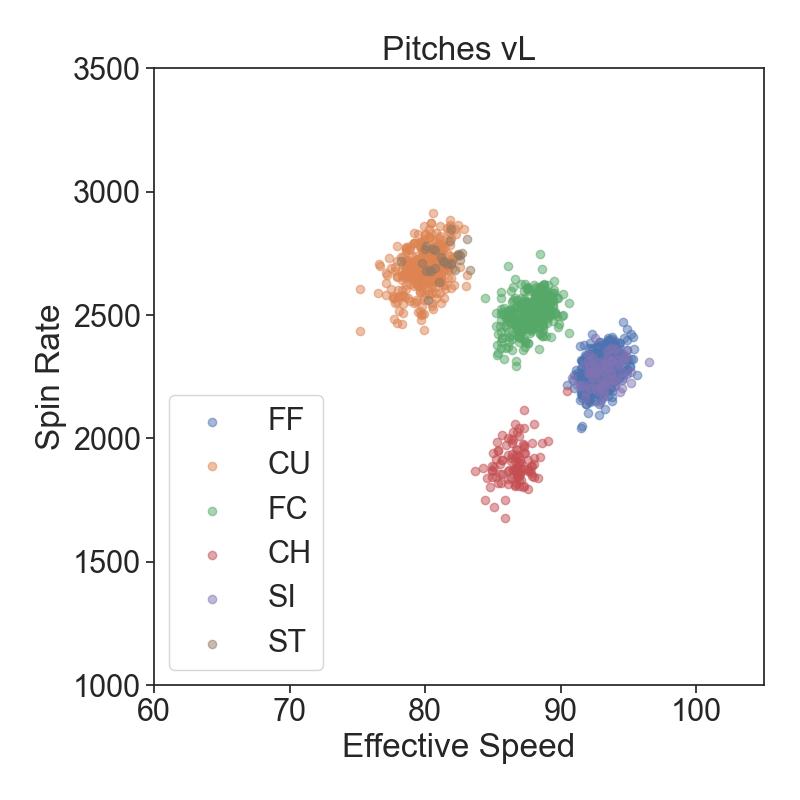 Pitches vL
3500
3000
2500
2000
1500
1000
Spin Rate
FF
CU
FC
CH
SI
ST
60
70
80
90
100
Effective Speed